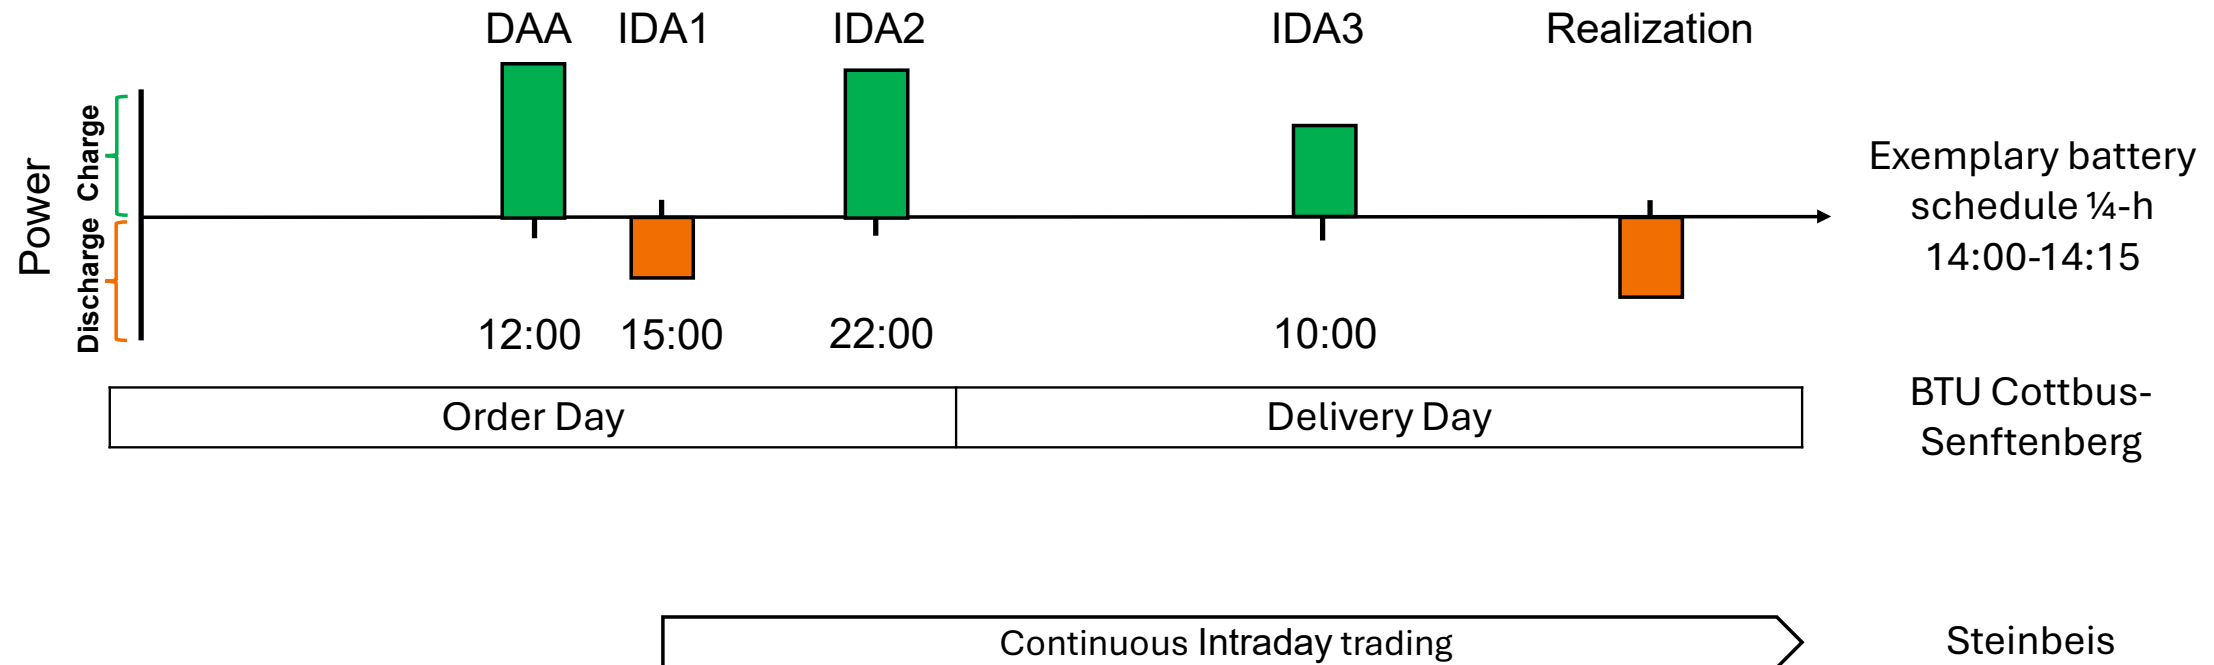 DAA
IDA1
IDA2
IDA3
Realization
Power
Charge
Discharge
Exemplary battery
schedule ¼-h
14:00-14:15
12:00
15:00
22:00
10:00
Order Day
Delivery Day
BTU Cottbus-
Senftenberg
Continuous Intraday trading
Steinbeis